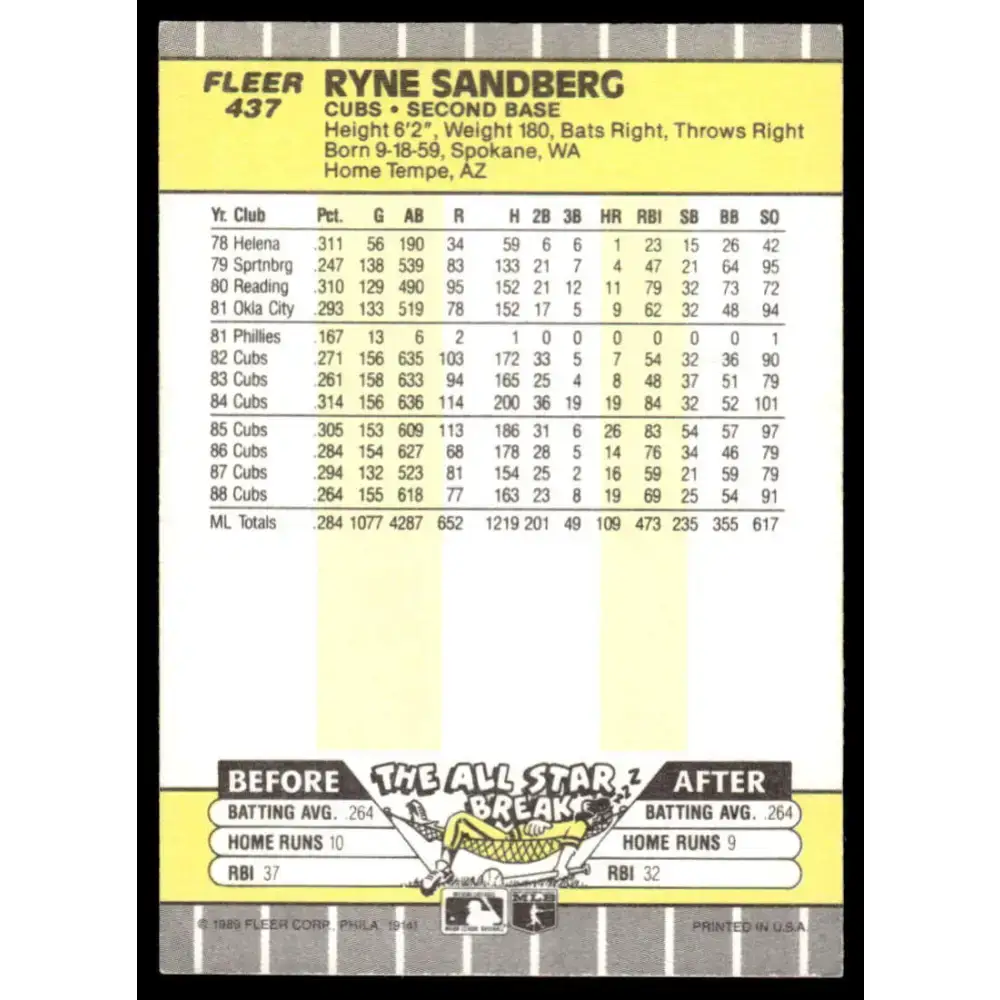 FLEER RYNE SANDBERG
437 CUBS • SECOND BASE
Height 6'2", Weight 180, Bats Right, Throws Right
Born 9-18-59, Spokane, WA
Home Tempe, AZ
Yr. Club Pct. G AB R H 2B 3B HR RBI SB BB SO
78 Helena .311 56 190 34 59 6 6 1 23 15 26 42
79 Sprtnbrg .247 138 539 83 133 21 7 4 47 21 64 95
80 Reading .310 129 490 95 152 21 12 11 79 32 73 72
81 Okla City .293 133 519 78 152 17 5 9 62 32 48 94
81 Phillies .167 13 6 2 1 0 0 0 0 0 0 1
82 Cubs .271 156 635 103 172 33 5 7 54 32 36 90
83 Cubs .261 158 633 94 165 25 4 8 48 37 51 79
84 Cubs .314 156 636 114 200 36 19 19 84 32 52 101
85 Cubs .305 153 609 113 186 31 6 26 83 54 57 97
86 Cubs .284 154 627 68 178 28 5 14 76 34 46 79
87 Cubs .294 132 523 81 154 25 2 16 59 21 59 79
88 Cubs .264 155 618 77 163 23 8 19 69 25 54 91
ML Totals .284 1077 4287 652 1219 201 49 109 473 235 355 617
BEFORE THE ALL STAR BREAK ZZZ AFTER
BATTING AVG. .264 BATTING AVG. .264
HOME RUNS 10 HOME RUNS 9
RBI 37 RBI 32
MLB
© 1989 FLEER CORP., PHILA. 19141 PRINTED IN U.S.A.